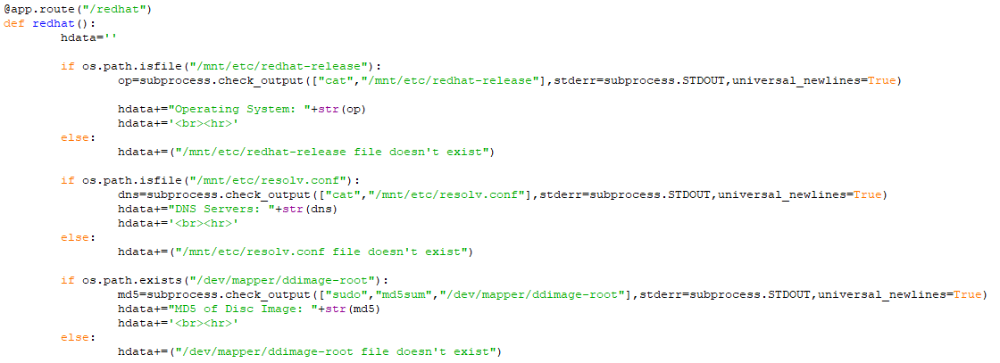 @app.route("/redhat")
def redhat():
        hdata=''

        if os.path.isfile("/mnt/etc/redhat-release"):
                op=subprocess.check_output(["cat","/mnt/etc/redhat-release"],stderr=subprocess.STDOUT,universal_newlines=True)

                hdata+="Operating System: "+str(op)
                hdata+='<br><hr>'
        else:
                hdata+=("/mnt/etc/redhat-release file doesn't exist")

        if os.path.isfile("/mnt/etc/resolv.conf"):
                dns=subprocess.check_output(["cat","/mnt/etc/resolv.conf"],stderr=subprocess.STDOUT,universal_newlines=True)
                hdata+="DNS Servers: "+str(dns)
                hdata+='<br><hr>'
        else:
                hdata+=("/mnt/etc/resolv.conf file doesn't exist")

        if os.path.exists("/dev/mapper/ddimage-root"):
                md5=subprocess.check_output(["sudo","md5sum","/dev/mapper/ddimage-root"],stderr=subprocess.STDOUT,universal_newlines=True)
                hdata+="MD5 of Disc Image: "+str(md5)
                hdata+='<br><hr>'
        else:
                hdata+=("/dev/mapper/ddimage-root file doesn't exist")